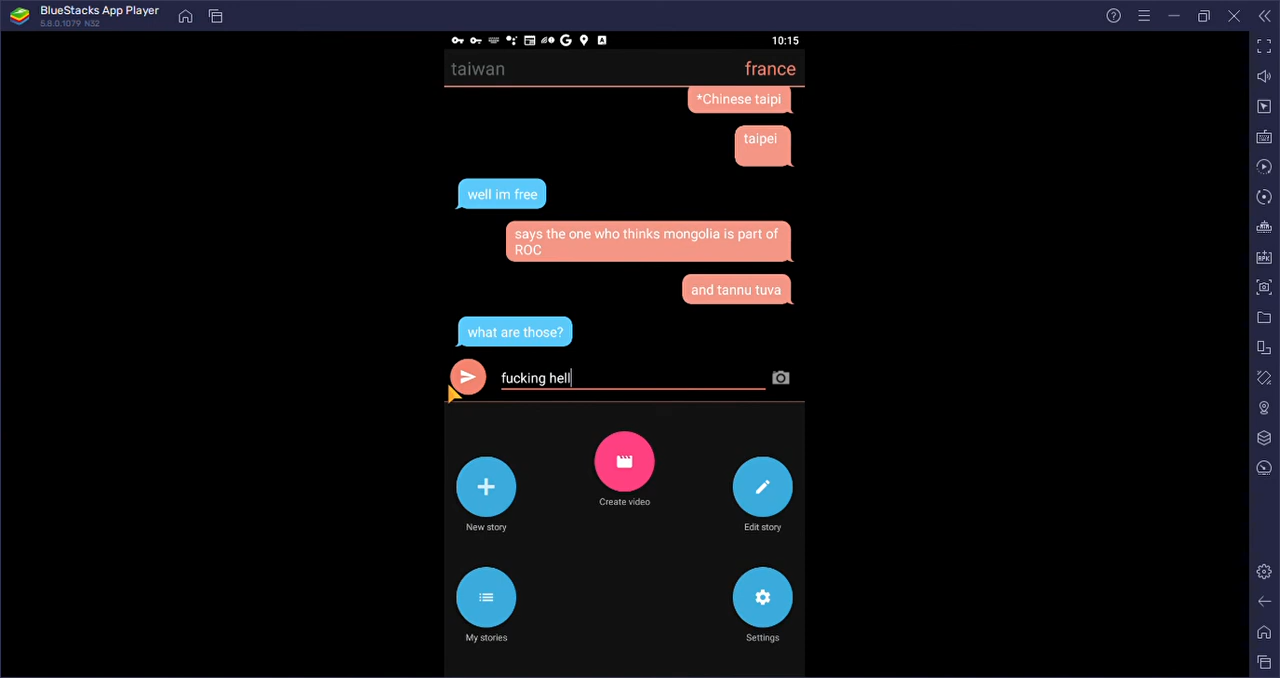 BlueStacks App Player
5.8.0.1079 N32
10:15
taiwan
france
*Chinese taipi
taipei
well im free
says the one who thinks mongolia is part of
ROC
and tannu tuva
what are those?
fucking hell
Create video
New story
Edit story
My stories
Settings